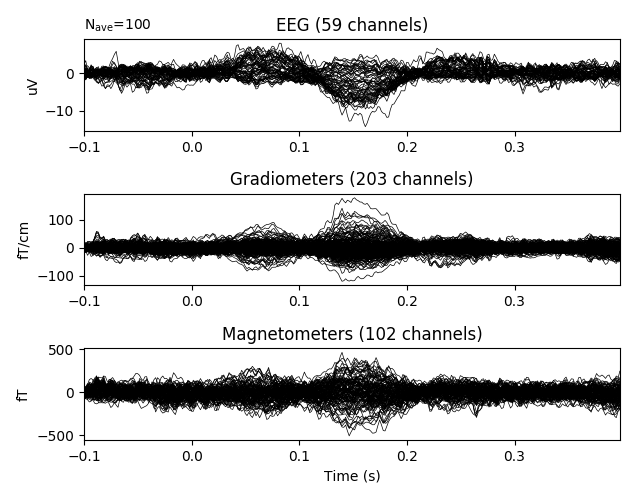 N_ave=100
EEG (59 channels)
uV
0
−10
−0.1 0.0 0.1 0.2 0.3
Gradiometers (203 channels)
fT/cm
100
0
−100
−0.1 0.0 0.1 0.2 0.3
Magnetometers (102 channels)
fT
500
0
−500
−0.1 0.0 0.1 0.2 0.3
Time (s)